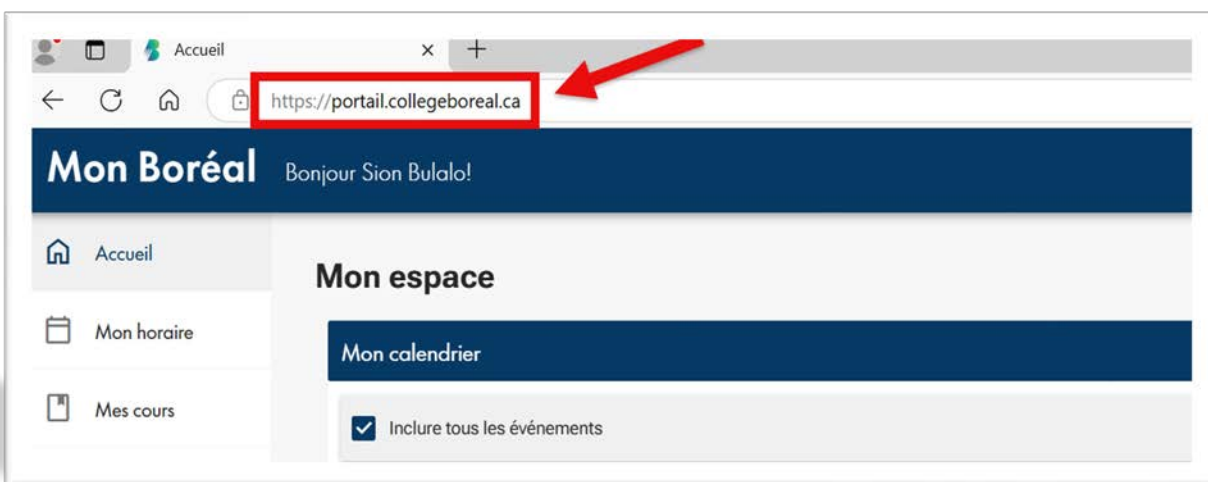 Accueil
https://portail.collegeboreal.ca
Mon Boréal Bonjour Sion Bulalo!
Accueil
Mon espace
Mon horaire
Mon calendrier
Mes cours
Inclure tous les événements